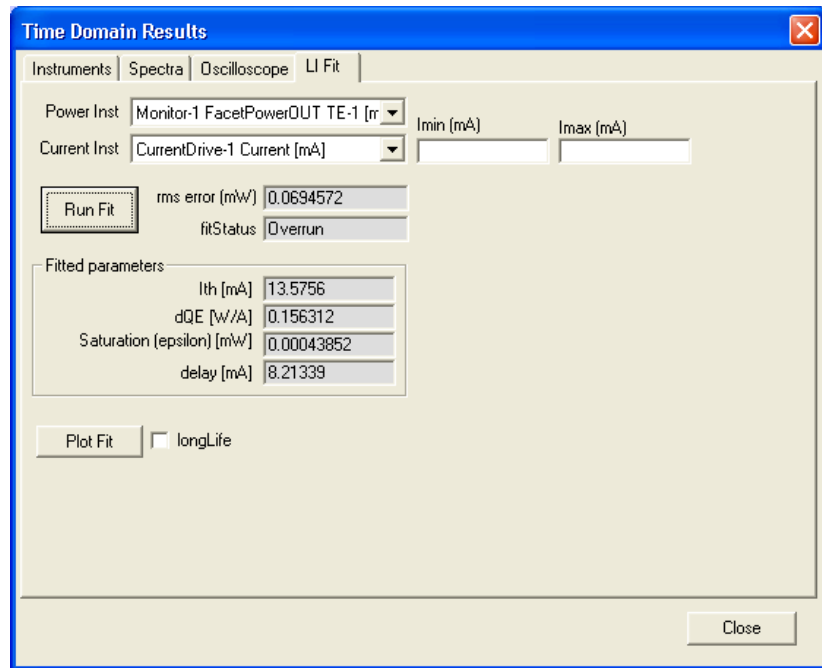 Time Domain Results
Instruments Spectra Oscilloscope LI Fit
Power Inst Monitor-1 FacetPowerOUT TE-1 [m
Imin (mA) Imax (mA)
Current Inst CurrentDrive-1 Current [mA]
Run Fit rms error (mW) 0.0694572
fitStatus Overrun
Fitted parameters
Ith [mA] 13.5756
dQE [W/A] 0.156312
Saturation (epsilon) [mW] 0.00043852
delay [mA] 8.21339
Plot Fit longLife
Close